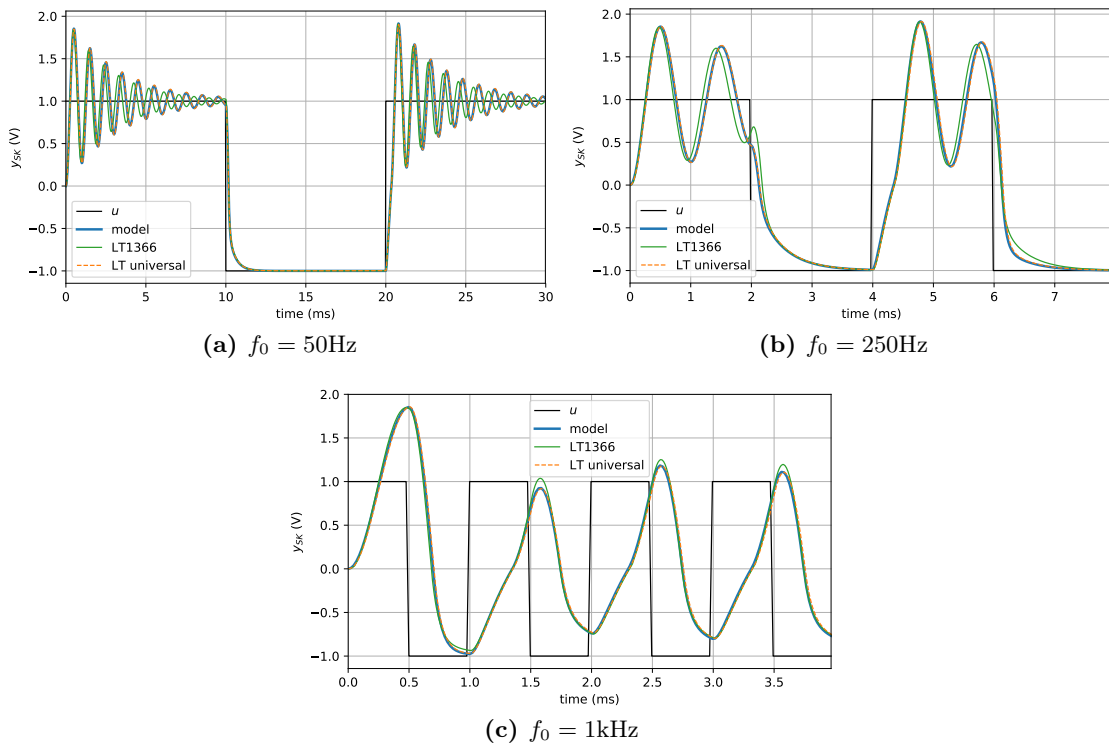 2.0
1.5
1.0
0.5
0.0
−0.5
−1.0
y_SK (V)
u
model
LT1366
LT universal
0 5 10 15 20 25 30
time (ms)
(a) f_0 = 50Hz
2.0
1.5
1.0
0.5
0.0
−0.5
−1.0
y_SK (V)
u
model
LT1366
LT universal
0 1 2 3 4 5 6 7
time (ms)
(b) f_0 = 250Hz
2.0
1.5
1.0
0.5
0.0
−0.5
−1.0
y_SK (V)
u
model
LT1366
LT universal
0.0 0.5 1.0 1.5 2.0 2.5 3.0 3.5
time (ms)
(c) f_0 = 1kHz